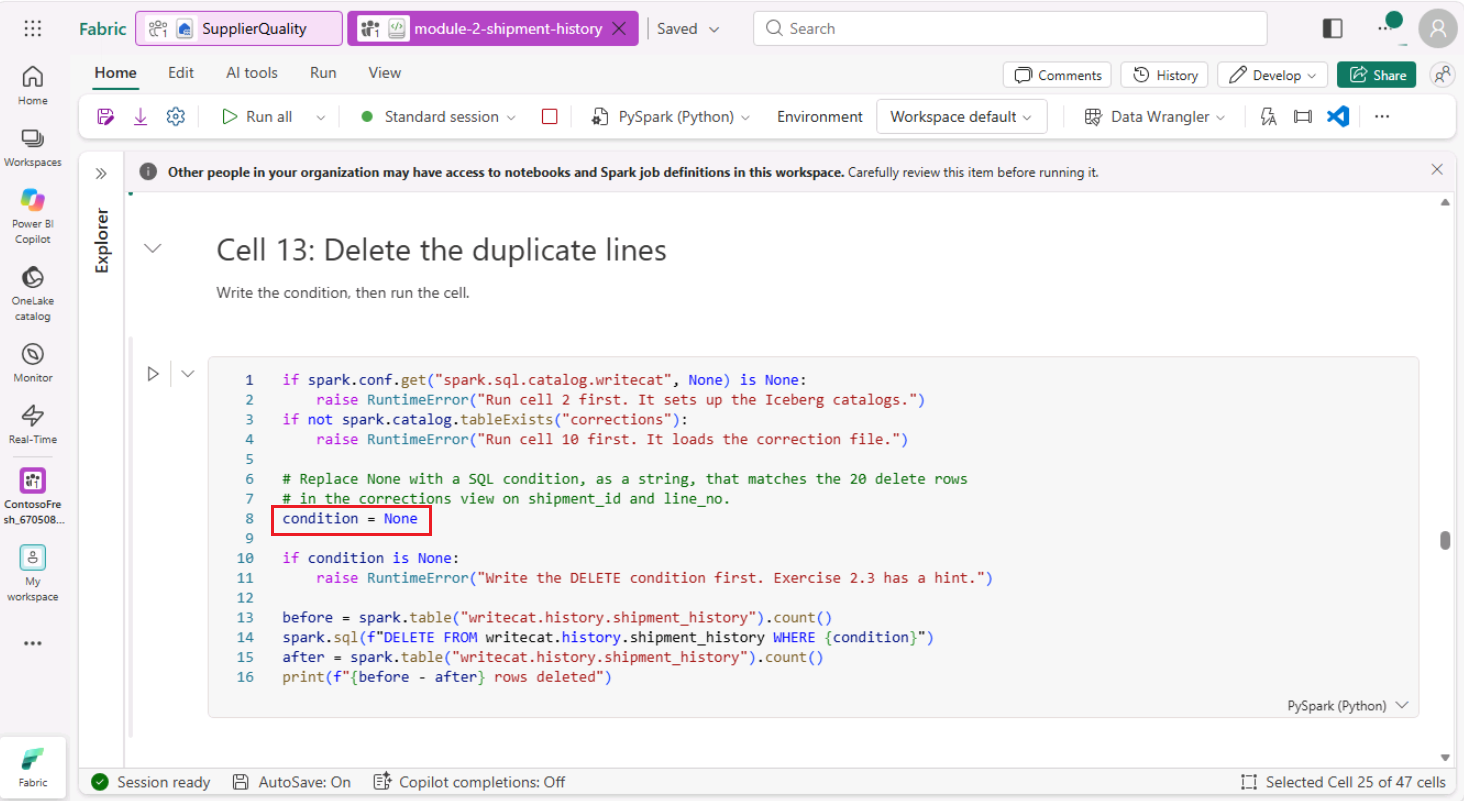 Fabric
SupplierQuality
module-2-shipment-history
Saved
Search
Home
Edit
AI tools
Run
View
Comments
History
Develop
Share
Run all
Standard session
PySpark (Python)
Environment
Workspace default
Data Wrangler
Home
Workspaces
Power BI
Copilot
OneLake
catalog
Monitor
Real-Time
ContosoFre
sh_670508...
My
workspace
Fabric
Explorer
Other people in your organization may have access to notebooks and Spark job definitions in this workspace. Carefully review this item before running it.
Cell 13: Delete the duplicate lines
Write the condition, then run the cell.
1 if spark.conf.get("spark.sql.catalog.writecat", None) is None:
2     raise RuntimeError("Run cell 2 first. It sets up the Iceberg catalogs.")
3 if not spark.catalog.tableExists("corrections"):
4     raise RuntimeError("Run cell 10 first. It loads the correction file.")
5
6 # Replace None with a SQL condition, as a string, that matches the 20 delete rows
7 # in the corrections view on shipment_id and line_no.
8 condition = None
9
10 if condition is None:
11     raise RuntimeError("Write the DELETE condition first. Exercise 2.3 has a hint.")
12
13 before = spark.table("writecat.history.shipment_history").count()
14 spark.sql(f"DELETE FROM writecat.history.shipment_history WHERE {condition}")
15 after = spark.table("writecat.history.shipment_history").count()
16 print(f"{before - after} rows deleted")
PySpark (Python)
Session ready
AutoSave: On
Copilot completions: Off
Selected Cell 25 of 47 cells